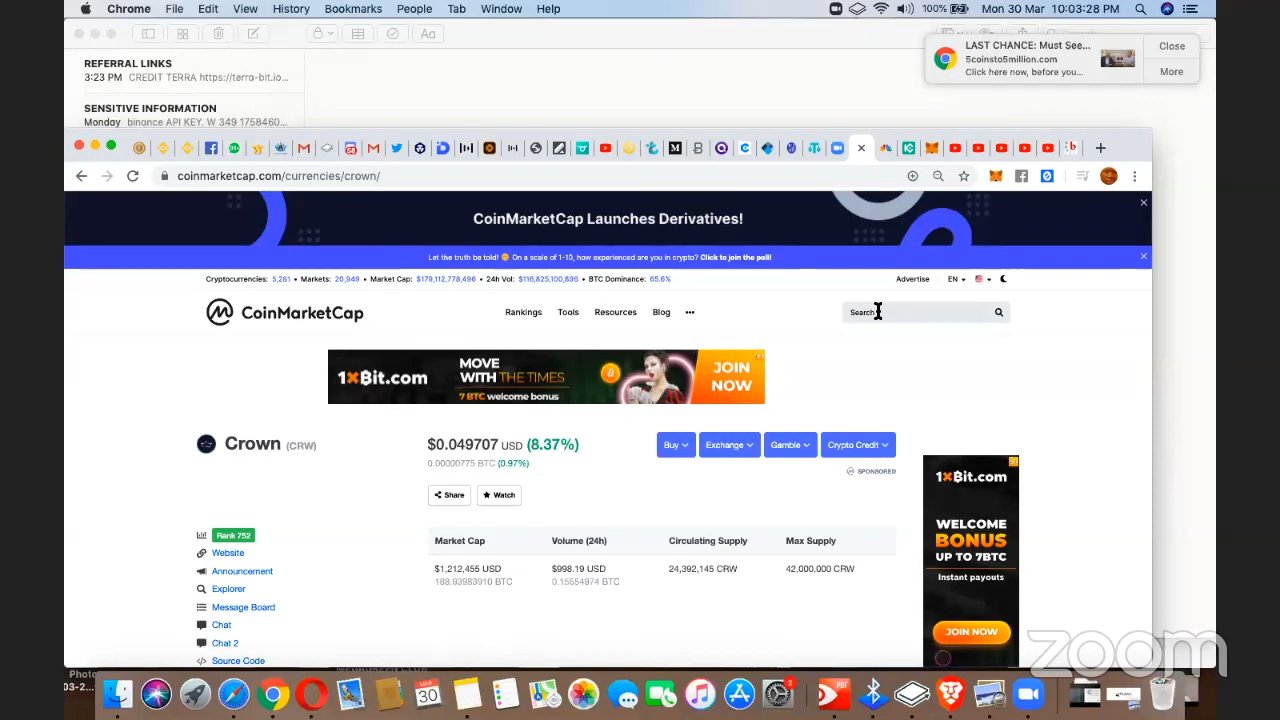 Chrome File Edit View History Bookmarks People Tab Window Help 100% Mon 30 Mar 10:03:28 PM
Aa
REFERRAL LINKS
3:23 PM CREDIT TERRA https://terra-bit.io...
SENSITIVE INFORMATION
Monday binance API KEY, W 349 1758460...
LAST CHANCE: Must See...
5coinsto5million.com
Click here now, before you...
Close
More
coinmarketcap.com/currencies/crown/
CoinMarketCap Launches Derivatives!
Let the truth be told! On a scale of 1-10, how experienced are you in crypto? Click to join the poll!
Cryptocurrencies: 5,281 • Markets: 20,949 • Market Cap: $179,112,778,496 • 24h Vol: $116,825,100,896 • BTC Dominance: 65.6%
Advertise EN
CoinMarketCap
Rankings Tools Resources Blog •••
Search
1xBit.com
MOVE
WITH THE TIMES
7 BTC welcome bonus
JOIN
NOW
Crown (CRW)
$0.049707 USD (8.37%)
0.00000775 BTC (0.97%)
Buy Exchange Gamble Crypto Credit
SPONSORED
Share Watch
Rank 752
Website
Announcement
Explorer
Message Board
Chat
Chat 2
Source Code
Market Cap Volume (24h) Circulating Supply Max Supply
$1,212,455 USD $998.19 USD 24,392,145 CRW 42,000,000 CRW
188.93983910 BTC 0.15554974 BTC
1xBit.com
WELCOME
BONUS
UP TO 7BTC
Instant payouts
JOIN NOW
zoom
Photo
03-2...
MAR
30
PDF
2